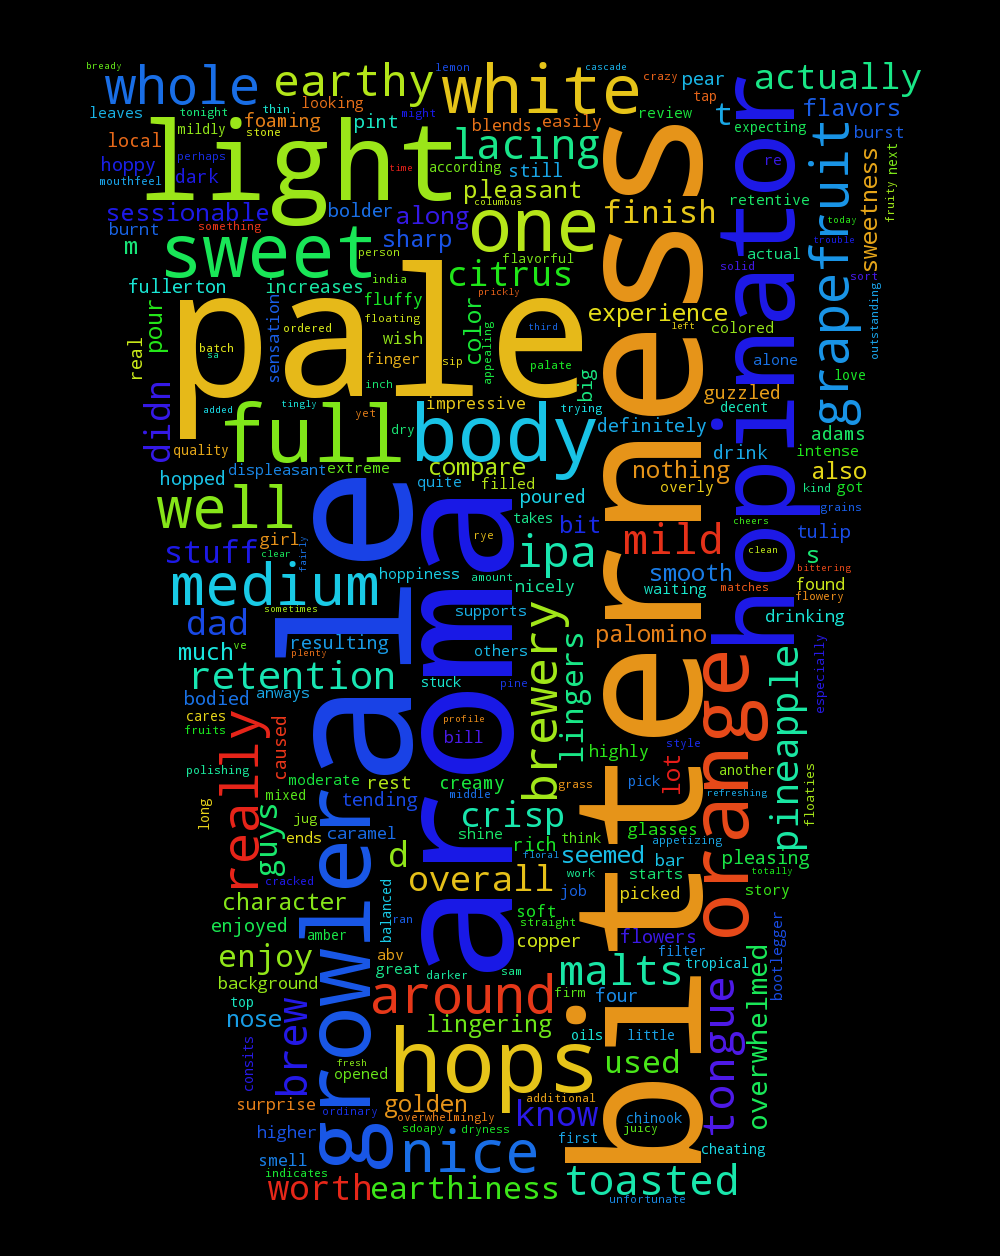 bready
lemon
cascade
whole
earthy
white
crazy
pear
actually
leaves
tonight
thin
looking
might
tap
t
flavors
foaming
pint
blends
easily
review
expecting
burst
local
mildly
stone
light
lacing
hoppy
perhaps
time
according
still
re
mouthfeel
dark
pleasant
retentive
next
fruity
sessionable
bolder
along
columbus
one
finish
today
burnt
something
sharp
person
flavorful
actual
trouble
sweetness
m
sweet
india
citrus
solid
sort
fullerton
increases
fluffy
prickly
experience
left
colored
outstanding
pour
sensation
ordered
floating
color
third
real
batch
wish
pale
appealing
sa
finger
sip
palate
alone
love
inch
big
guzzled
didn
added
tingly
yet
impressive
trying
decent
grapefruit
full
dry
body
definitely
adams
quality
displeasant
extreme
compare
nothing
drink
intense
hopped
quite
filled
overly
also
kind
got
well
poured
bitterness
hopinator
grains
takes
bit
cheers
tulip
stuff
girl
fairly
rye
mild
clear
ipa
clean
s
medium
hoppiness
amount
nicely
smooth
bittering
waiting
matches
found
flowery
sometimes
supports
drinking
dad
resulting
ale
aroma
palomino
much
ve
plenty
others
brewery
lingers
especially
retention
stuck
pine
bodied
anways
cares
fruits
profile
bill
highly
style
orange
pineapple
really
caused
polishing
moderate
rest
creamy
grass
pick
lot
another
floaties
long
mixed
tending
middle
refreshing
jug
crisp
guys
ends
caramel
shine
rich
think
glasses
appetizing
d
floral
seemed
bar
pleasing
cracked
overall
work
starts
totally
character
balanced
job
picked
story
enjoyed
amber
ran
soft
straight
copper
flowers
bootlegger
enjoy
abv
filter
background
great
darker
sam
malts
tropical
top
around
firm
four
tongue
overwhelmed
nose
brew
growler
lingering
oils
little
consits
fresh
opened
hops
used
surprise
ordinary
golden
overwhelmingly
additional
know
chinook
higher
sdoapy
dryness
juicy
first
cheating
smell
nice
indicates
worth
earthiness
toasted
unfortunate